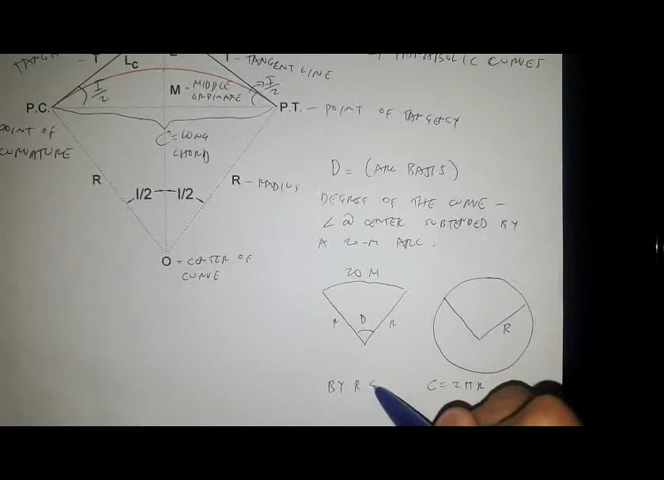 T
LC
T - TANGENT LINE
I/2
M - MIDDLE
ORDINATE
I/2
P.C.
P.T. - POINT OF TANGENCY
POINT OF
CURVATURE
C = LONG
CHORD
R
I/2
I/2
R - RADIUS
O - CENTER OF
CURVE
CURVES
D = (ARC BASIS)
DEGREE OF THE CURVE -
∠ @ CENTER SUBTENDED BY
A 20-M ARC.
20 M
R
D
R
R
BY R
C = 2πR